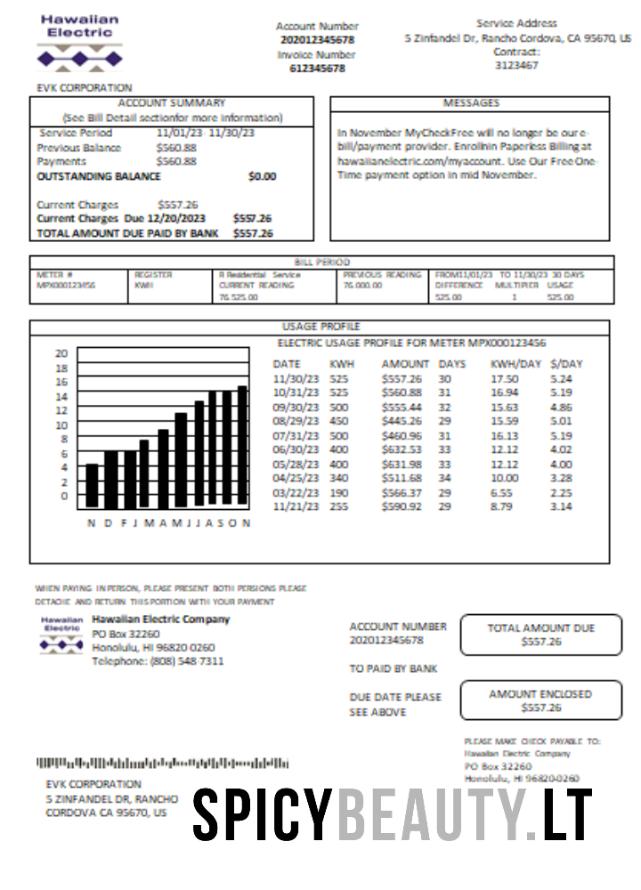 Hawaiian
Electric
Account Number
202012345678
Invoice Number
612345678
Service Address
5 Zinfandel Dr, Rancho Cordova, CA 95670, US
Contract:
3123467
EVK CORPORATION
ACCOUNT SUMMARY
(See Bill Detail sectionfor more information)
Service Period 11/01/23 11/30/23
Previous Balance $560.88
Payments $560.88
OUTSTANDING BALANCE $0.00
Current Charges $557.26
Current Charges Due 12/20/2023 $557.26
TOTAL AMOUNT DUE PAID BY BANK $557.26
MESSAGES
In November MyCheckFree will no longer be our e-
bill/payment provider. Enrollnin Paperless Billing at
hawaiianelectric.com/myaccount. Use Our Free One-
Time payment option in mid November.
BILL PERIOD
METER # REGISTER R Residential Service PREVIOUS READING FROM11/01/23 TO 11/30/23 30 DAYS
MPX000123456 KWH CURRENT READING 76.000.00 DIFFERENCE MULTIPIER USAGE
76.525.00 525.00 1 525.00
USAGE PROFILE
ELECTRIC USAGE PROFILE FOR METER MPX000123456
20
18
16
14
12
10
8
6
4
2
0
N D F J M A M J J A S O N
DATE KWH AMOUNT DAYS KWH/DAY $/DAY
11/30/23 525 $557.26 30 17.50 5.24
10/31/23 525 $560.88 31 16.94 5.19
09/30/23 500 $555.44 32 15.63 4.86
08/29/23 450 $445.26 29 15.59 5.01
07/31/23 500 $460.96 31 16.13 5.19
06/30/23 400 $632.53 33 12.12 4.02
05/28/23 400 $631.98 33 12.12 4.00
04/25/23 340 $511.68 34 10.00 3.28
03/22/23 190 $566.37 29 6.55 2.25
11/21/23 255 $590.92 29 8.79 3.14
WHEN PAYING IN PERSON, PLEASE PRESENT BOTH PERSIONS PLEASE
DETACHE AND RETURN THIS PORTION WITH YOUR PAYMENT
Hawaiian
Electric
Hawaiian Electric Company
PO Box 32260
Honolulu, HI 96820-0260
Telephone: (808) 548-7311
ACCOUNT NUMBER
202012345678
TO PAID BY BANK
DUE DATE PLEASE
SEE ABOVE
TOTAL AMOUNT DUE
$557.26
AMOUNT ENCLOSED
$557.26
PLEASE MAKE CHECK PAYABLE TO:
Hawaiian Electric Company
PO Box 32260
Honolulu, HI 96820-0260
EVK CORPORATION
5 ZINFANDEL DR, RANCHO
CORDOVA CA 95670, US
SPICYBEAUTY.LT